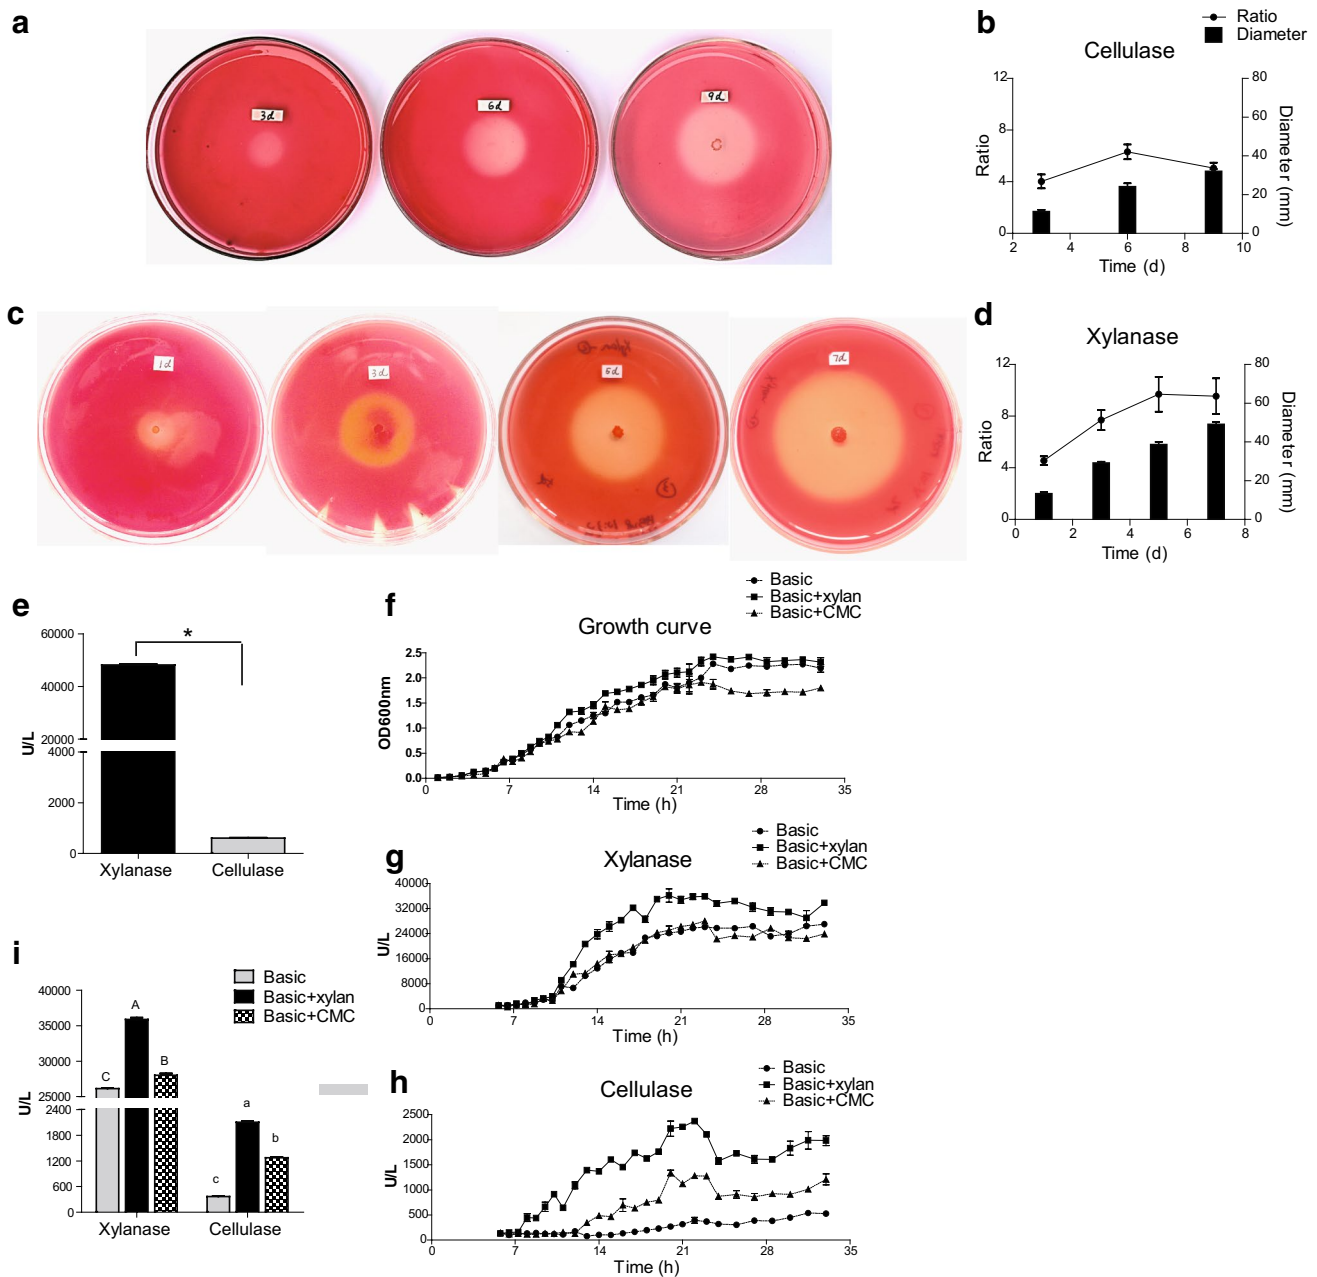 a
3d
6d
9d
b
Ratio
Diameter
Cellulase
12
8
4
0
Ratio
80
60
40
20
0
Diameter (mm)
2 4 6 8 10
Time (d)
c
1d
3d
5d
7d
d
Xylanase
12
8
4
0
Ratio
80
60
40
20
0
Diameter (mm)
0 2 4 6 8
Time (d)
e
60000
40000
20000
4000
2000
0
U/L
*
Xylanase Cellulase
f
Basic
Basic+xylan
Basic+CMC
Growth curve
2.5
2.0
1.5
1.0
0.5
0.0
OD600nm
0 7 14 21 28 35
Time (h)
g
Basic
Basic+xylan
Basic+CMC
Xylanase
40000
32000
24000
16000
8000
0
U/L
0 7 14 21 28 35
Time (h)
h
Basic
Basic+xylan
Basic+CMC
Cellulase
2500
2000
1500
1000
500
0
U/L
0 7 14 21 28 35
Time (h)
i
Basic
Basic+xylan
Basic+CMC
40000
35000
30000
25000
2400
1800
1200
600
0
U/L
C A B
c a b
Xylanase Cellulase